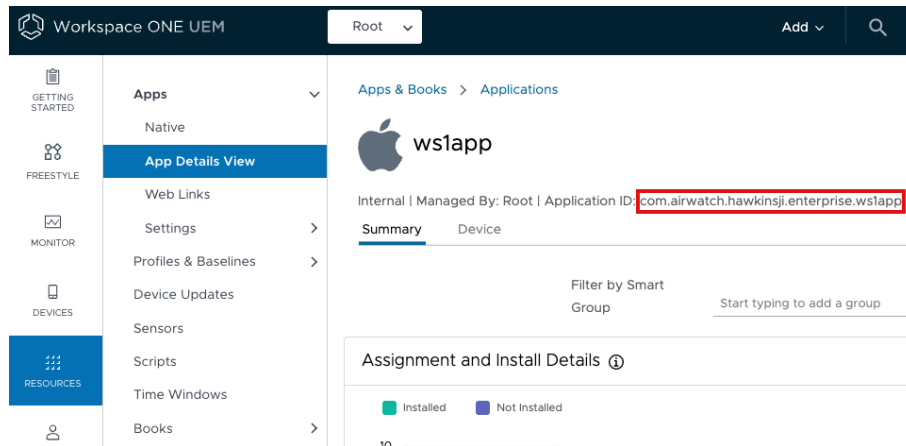 Workspace ONE UEM
Root
Add
GETTING
STARTED
FREESTYLE
MONITOR
DEVICES
RESOURCES
Apps
Native
App Details View
Web Links
Settings
Profiles & Baselines
Device Updates
Sensors
Scripts
Time Windows
Books
Apps & Books > Applications
ws1app
Internal | Managed By: Root | Application ID: com.airwatch.hawkinsji.enterprise.ws1app
Summary Device
Filter by Smart
Group
Start typing to add a group
Assignment and Install Details
Installed Not Installed
10